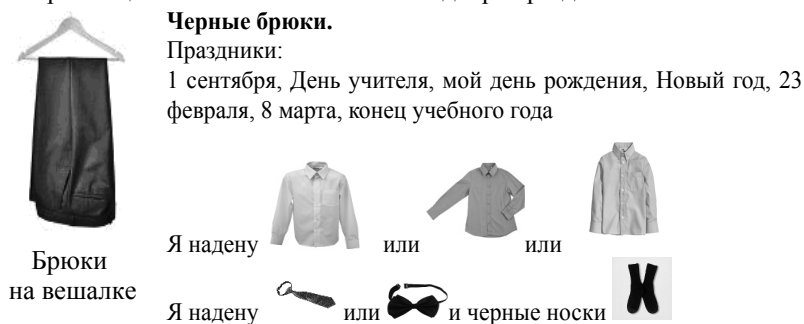 Черные брюки.
Праздники:
1 сентября, День учителя, мой день рождения, Новый год, 23
февраля, 8 марта, конец учебного года
Я надену или или
Брюки
на вешалке
Я надену или и черные носки